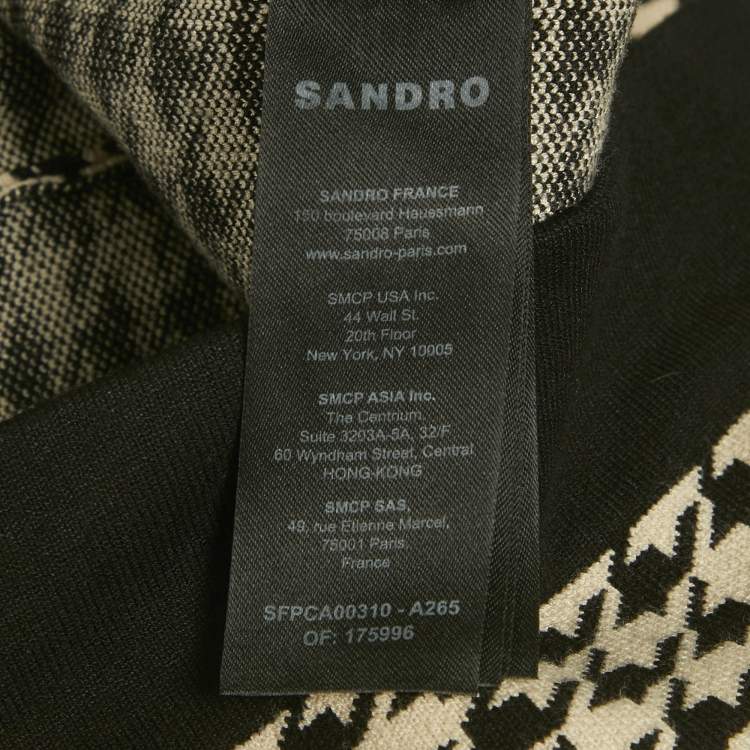 SANDRO
SANDRO FRANCE
150 boulevard Haussmann
75008 Paris
www.sandro-paris.com
SMCP USA Inc.
44 Wall St.
20th Floor
New York, NY 10005
SMCP ASIA Inc.
The Centrium,
Suite 3203A-5A, 32/F
60 Wyndham Street, Central
HONG-KONG
SMCP SAS,
49, rue Etienne Marcel,
75001 Paris,
France
SFPCA00310 - A265
OF: 175996